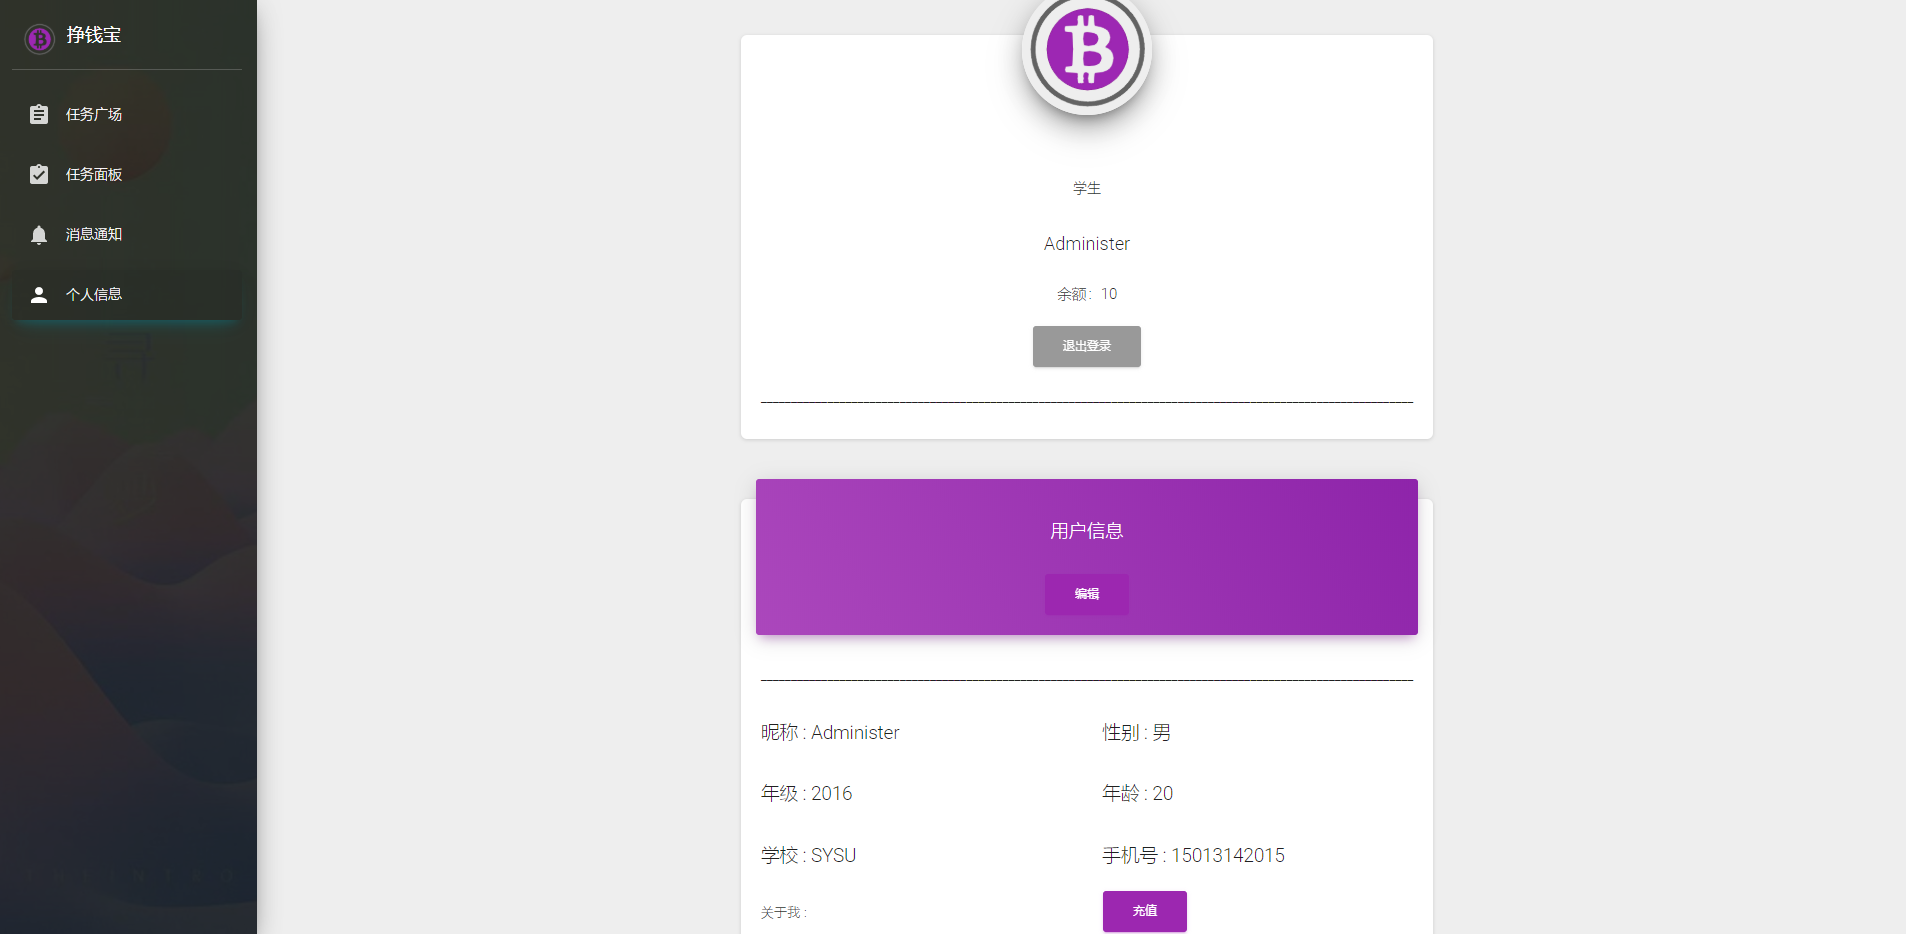 挣钱宝
任务广场
任务面板
消息通知
个人信息
学生
Administer
余额：10
退出登录
用户信息
编辑
昵称 : Administer
性别 : 男
年级 : 2016
年龄 : 20
学校 : SYSU
手机号 : 15013142015
关于我 :
充值